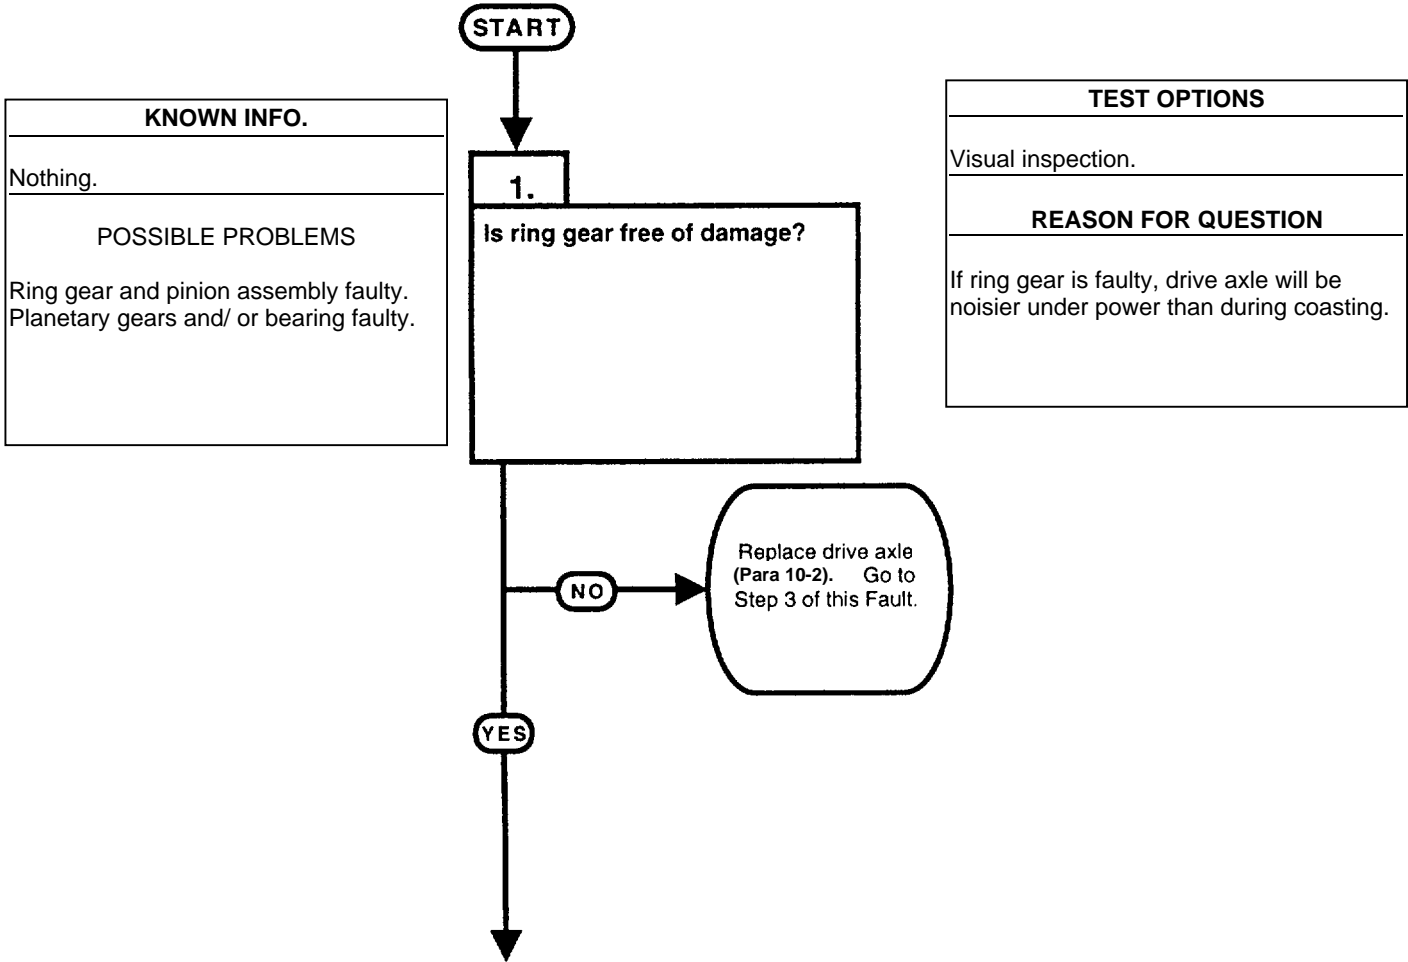 START
KNOWN INFO.
Nothing.
POSSIBLE PROBLEMS
Ring gear and pinion assembly faulty.
Planetary gears and/ or bearing faulty.
1.
Is ring gear free of damage?
TEST OPTIONS
Visual inspection.
REASON FOR QUESTION
If ring gear is faulty, drive axle will be
noisier under power than during coasting.
NO
Replace drive axle
(Para 10-2). Go to
Step 3 of this Fault.
YES